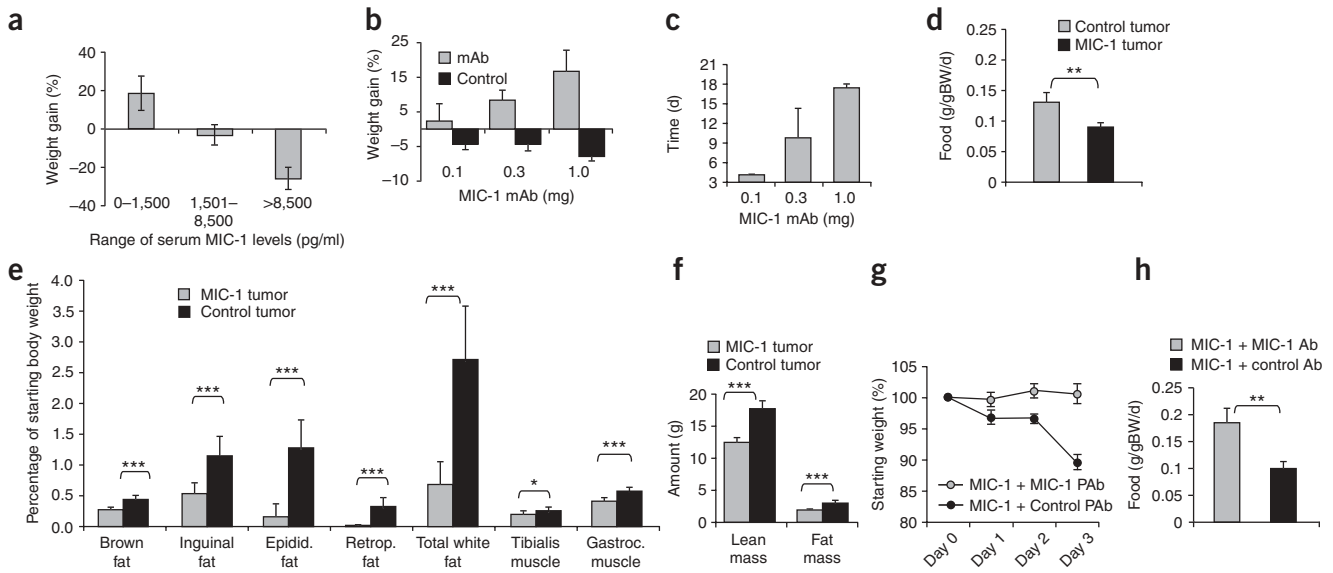 a
40
20
0
–20
–40
Weight gain (%)
0–1,500
1,501–
8,500
>8,500
Range of serum MIC-1 levels (pg/ml)
b
25
15
5
–5
–10
Weight gain (%)
mAb
Control
0.1
0.3
1.0
MIC-1 mAb (mg)
c
21
18
15
12
9
6
3
Time (d)
0.1
0.3
1.0
MIC-1 mAb (mg)
d
Control tumor
MIC-1 tumor
0.25
0.2
0.15
0.1
0.05
0
Food (g/gBW/d)
**
e
4.0
3.5
3.0
2.5
2.0
1.5
1.0
0.5
0.0
Percentage of starting body weight
MIC-1 tumor
Control tumor
***
***
***
***
***
*
***
Brown
fat
Inguinal
fat
Epidid.
fat
Retrop.
fat
Total white
fat
Tibialis
muscle
Gastroc.
muscle
f
MIC-1 tumor
Control tumor
20
15
10
5
0
Amount (g)
***
***
Lean
mass
Fat
mass
g
105
100
95
90
85
80
Starting weight (%)
MIC-1 + MIC-1 PAb
MIC-1 + Control PAb
Day 0
Day 1
Day 2
Day 3
h
MIC-1 + MIC-1 Ab
MIC-1 + control Ab
0.25
0.2
0.15
0.1
0.05
0
Food (g/gBW/d)
**